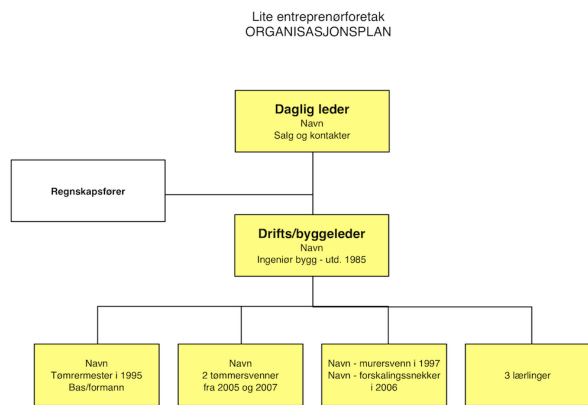 Lite entreprenørforetak
ORGANISASJONSPLAN
Daglig leder
Navn
Salg og kontakter
Regnskapsfører
Drifts/byggeleder
Navn
Ingeniør bygg - utd. 1985
Navn
Tømrermester i 1995
Bas/formann
Navn
2 tømmersvenner
fra 2005 og 2007
Navn - murersvenn i 1997
Navn - forskalingssnekker
i 2006
3 lærlinger